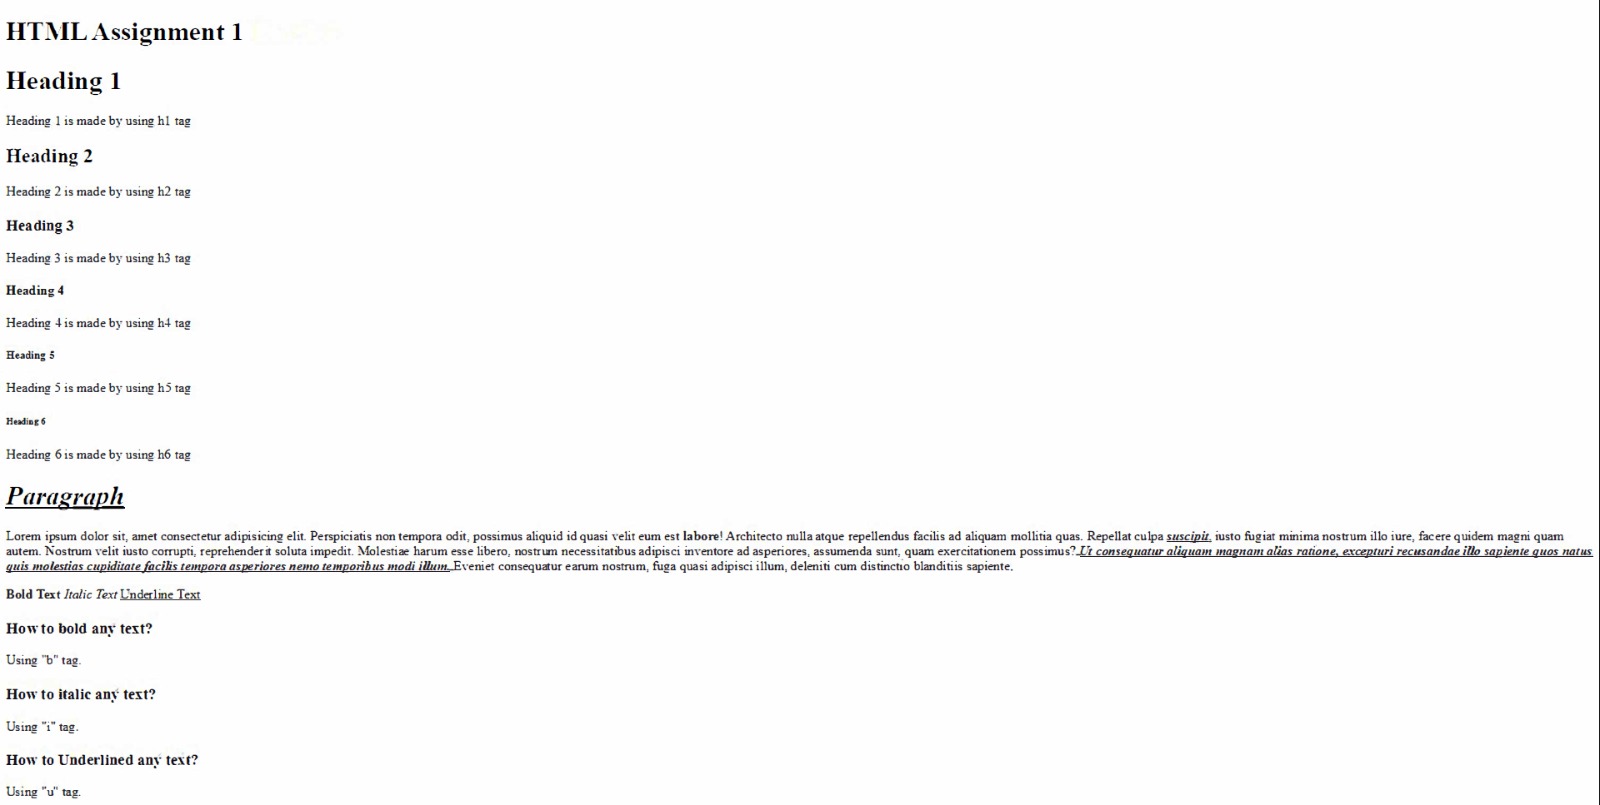 HTML Assignment 1
Heading 1
Heading 1 is made by using h1 tag
Heading 2
Heading 2 is made by using h2 tag
Heading 3
Heading 3 is made by using h3 tag
Heading 4
Heading 4 is made by using h4 tag
Heading 5
Heading 5 is made by using h5 tag
Heading 6
Heading 6 is made by using h6 tag
Paragraph
Lorem ipsum dolor sit, amet consectetur adipisicing elit. Perspiciatis non tempora odit, possimus aliquid id quasi velit eum est labore! Architecto nulla atque repellendus facilis ad aliquam mollitia quas. Repellat culpa suscipit, iusto fugiat minima nostrum illo iure, facere quidem magni quam
autem. Nostrum velit iusto corrupti, reprehenderit soluta impedit. Molestiae harum esse libero, nostrum necessitatibus adipisci inventore ad asperiores, assumenda sunt, quam exercitationem possimus? Ut consequatur aliquam magnam alias ratione, excepturi recusandae illo sapiente quos natus
quis molestias cupiditate facilis tempora asperiores nemo temporibus modi illum. Eveniet consequatur earum nostrum, fuga quasi adipisci illum, deleniti cum distinctio blanditiis sapiente.
Bold Text Italic Text Underline Text
How to bold any text?
Using "b" tag.
How to italic any text?
Using "i" tag.
How to Underlined any text?
Using "u" tag.